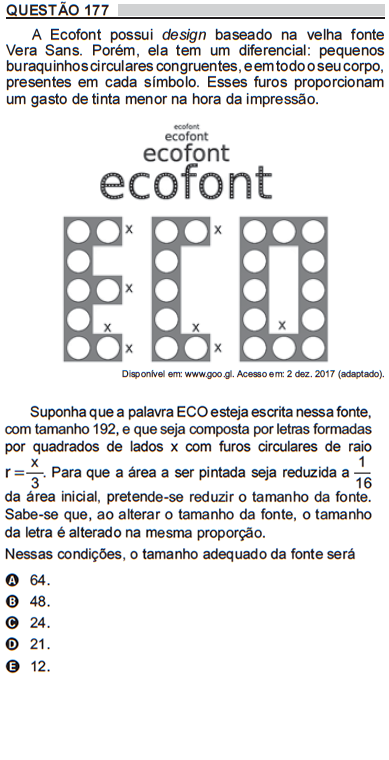 QUESTÃO 177
A Ecofont possui design baseado na velha fonte
Vera Sans. Porém, ela tem um diferencial: pequenos
buraquinhos circulares congruentes, e em todo o seu corpo,
presentes em cada símbolo. Esses furos proporcionam
um gasto de tinta menor na hora da impressão.
ecofont
ecofont
ecofont
ecofont
x x
ECO
x
x x x
x x
Disponível em: www.goo.gl. Acesso em: 2 dez. 2017 (adaptado).
Suponha que a palavra ECO esteja escrita nessa fonte,
com tamanho 192, e que seja composta por letras formadas
por quadrados de lados x com furos circulares de raio
r = x/3. Para que a área a ser pintada seja reduzida a 1/16
da área inicial, pretende-se reduzir o tamanho da fonte.
Sabe-se que, ao alterar o tamanho da fonte, o tamanho
da letra é alterado na mesma proporção.
Nessas condições, o tamanho adequado da fonte será
A 64.
B 48.
C 24.
D 21.
E 12.